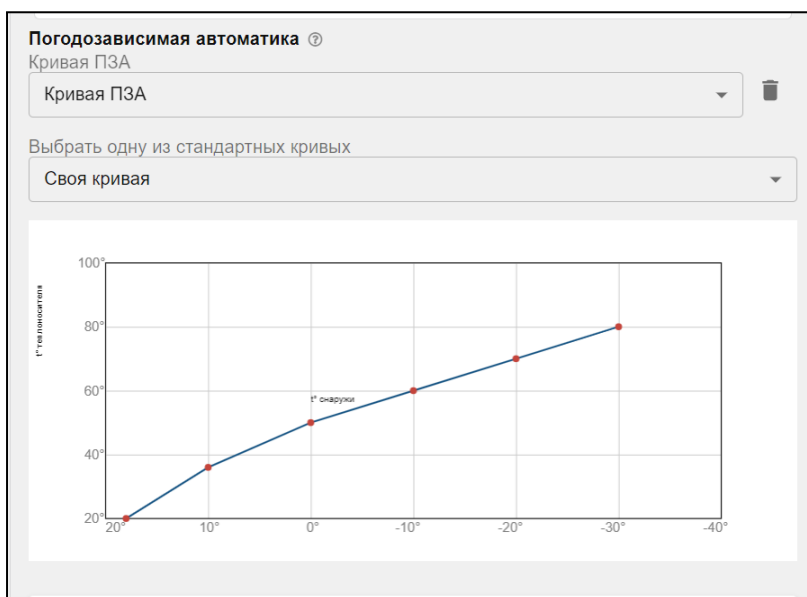 Погодозависимая автоматика ?
Кривая ПЗА
Кривая ПЗА
Выбрать одну из стандартных кривых
Своя кривая
100°
t° теплоносителя
80°
60°
t° снаружи
40°
20°
20° 10° 0° -10° -20° -30° -40°